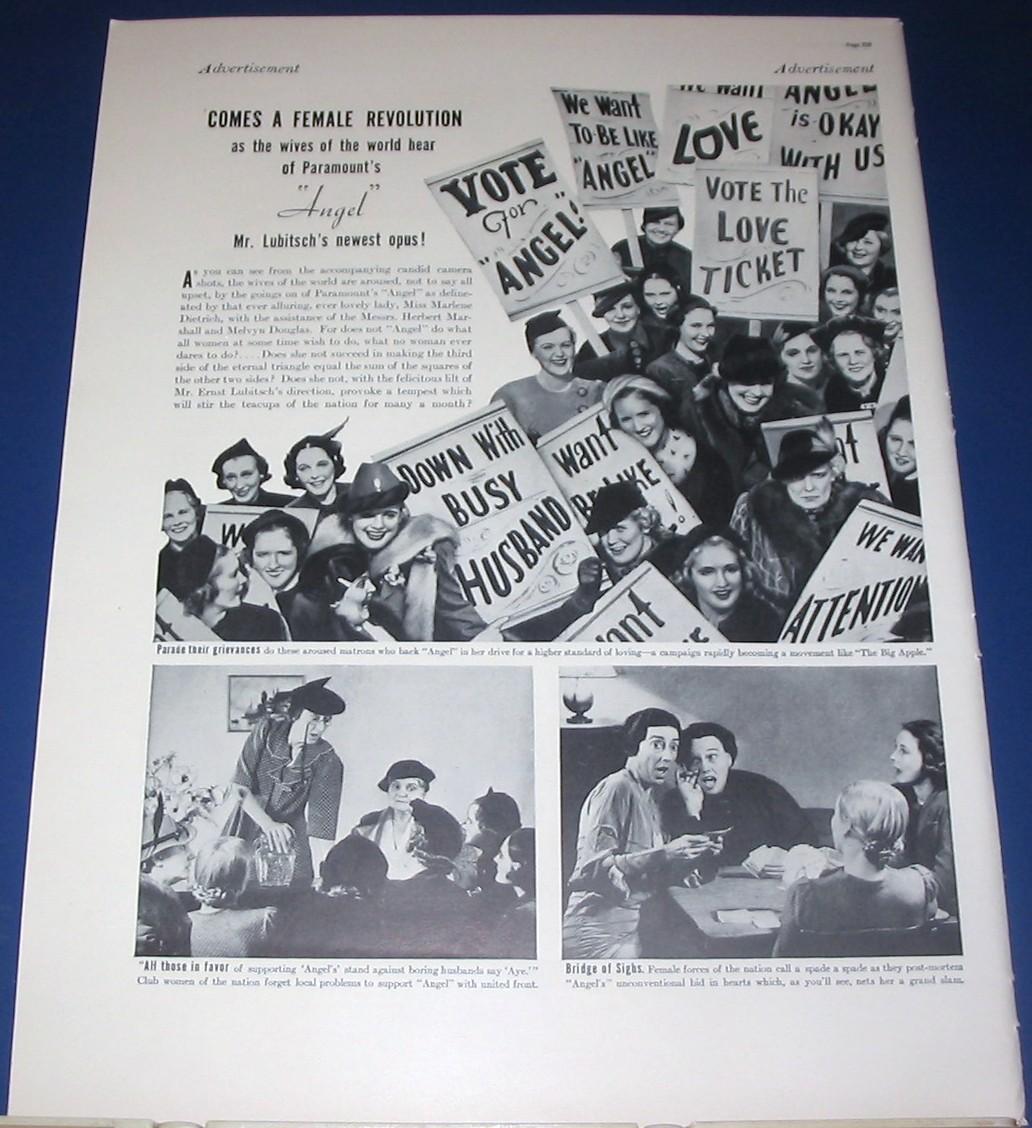 Advertisement
Advertisement
'COMES A FEMALE REVOLUTION
as the wives of the world hear
of Paramount's
"Angel"
Mr. Lubitsch's newest opus!
As you can see from the accompanying candid camera
shots, the wives of the world are aroused, not to say all
upset, by the goings on of Paramount's "Angel" as deline-
ated by that ever alluring, ever lovely lady, Miss Marlene
Dietrich, with the assistance of the Messrs. Herbert Mar-
shall and Melvyn Douglas. For does not "Angel" do what
all women at some time wish to do, what no woman ever
dares to do?.... Does she not succeed in making the third
side of the eternal triangle equal the sum of the squares of
the other two sides? Does she not, with the felicitous lilt of
Mr. Ernst Lubitsch's direction, provoke a tempest which
will stir the teacups of the nation for many a month?
VOTE
for
"ANGEL!"
We Want
TO BE LIKE
"ANGEL"
We Want
LOVE
ANGEL
is OKAY
WITH US
VOTE The
LOVE
TICKET
DOWN With
BUSY
HUSBAND
Want
BE LIKE
!
nt
W
WE WAN
ATTENTION
ont
Parade their grievances do these aroused matrons who back "Angel" in her drive for a higher standard of loving—a campaign rapidly becoming a movement like "The Big Apple."
"All those in favor of supporting 'Angel's' stand against boring husbands say 'Aye.'"
Club women of the nation forget local problems to support "Angel" with united front.
Bridge of Sighs. Female forces of the nation call a spade a spade as they post-mortem
"Angel's" unconventional bid in hearts which, as you'll see, nets her a grand slam.